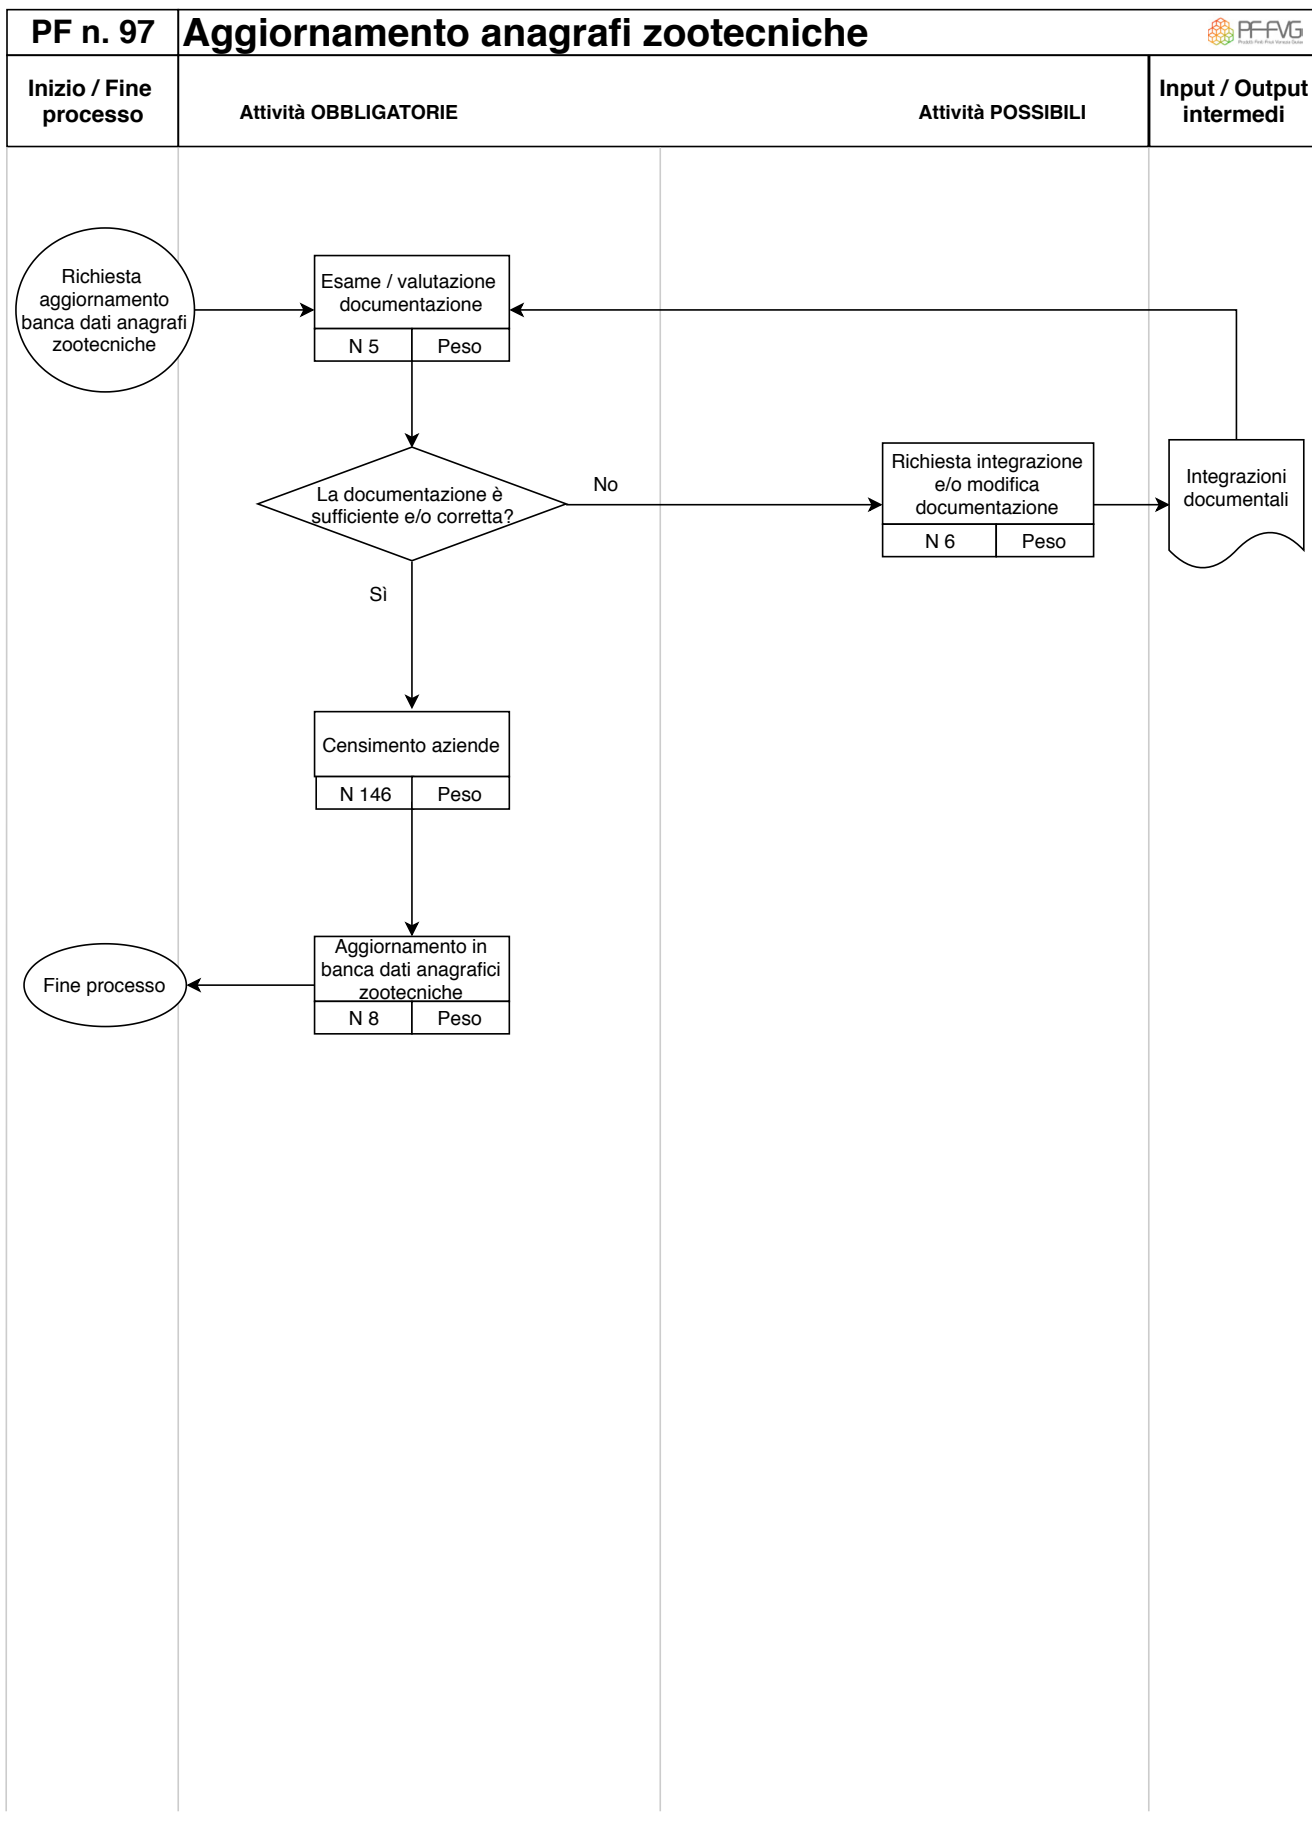 PF n. 97
Aggiornamento anagrafi zootecniche
PF-FVG
Inizio / Fine
processo
Attività OBBLIGATORIE
Attività POSSIBILI
Input / Output
intermedi
Richiesta
aggiornamento
banca dati anagrafi
zootecniche
Esame / valutazione
documentazione
N 5
Peso
La documentazione è
sufficiente e/o corretta?
No
Richiesta integrazione
e/o modifica
documentazione
N 6
Peso
Integrazioni
documentali
Sì
Censimento aziende
N 146
Peso
Aggiornamento in
banca dati anagrafici
zootecniche
N 8
Peso
Fine processo